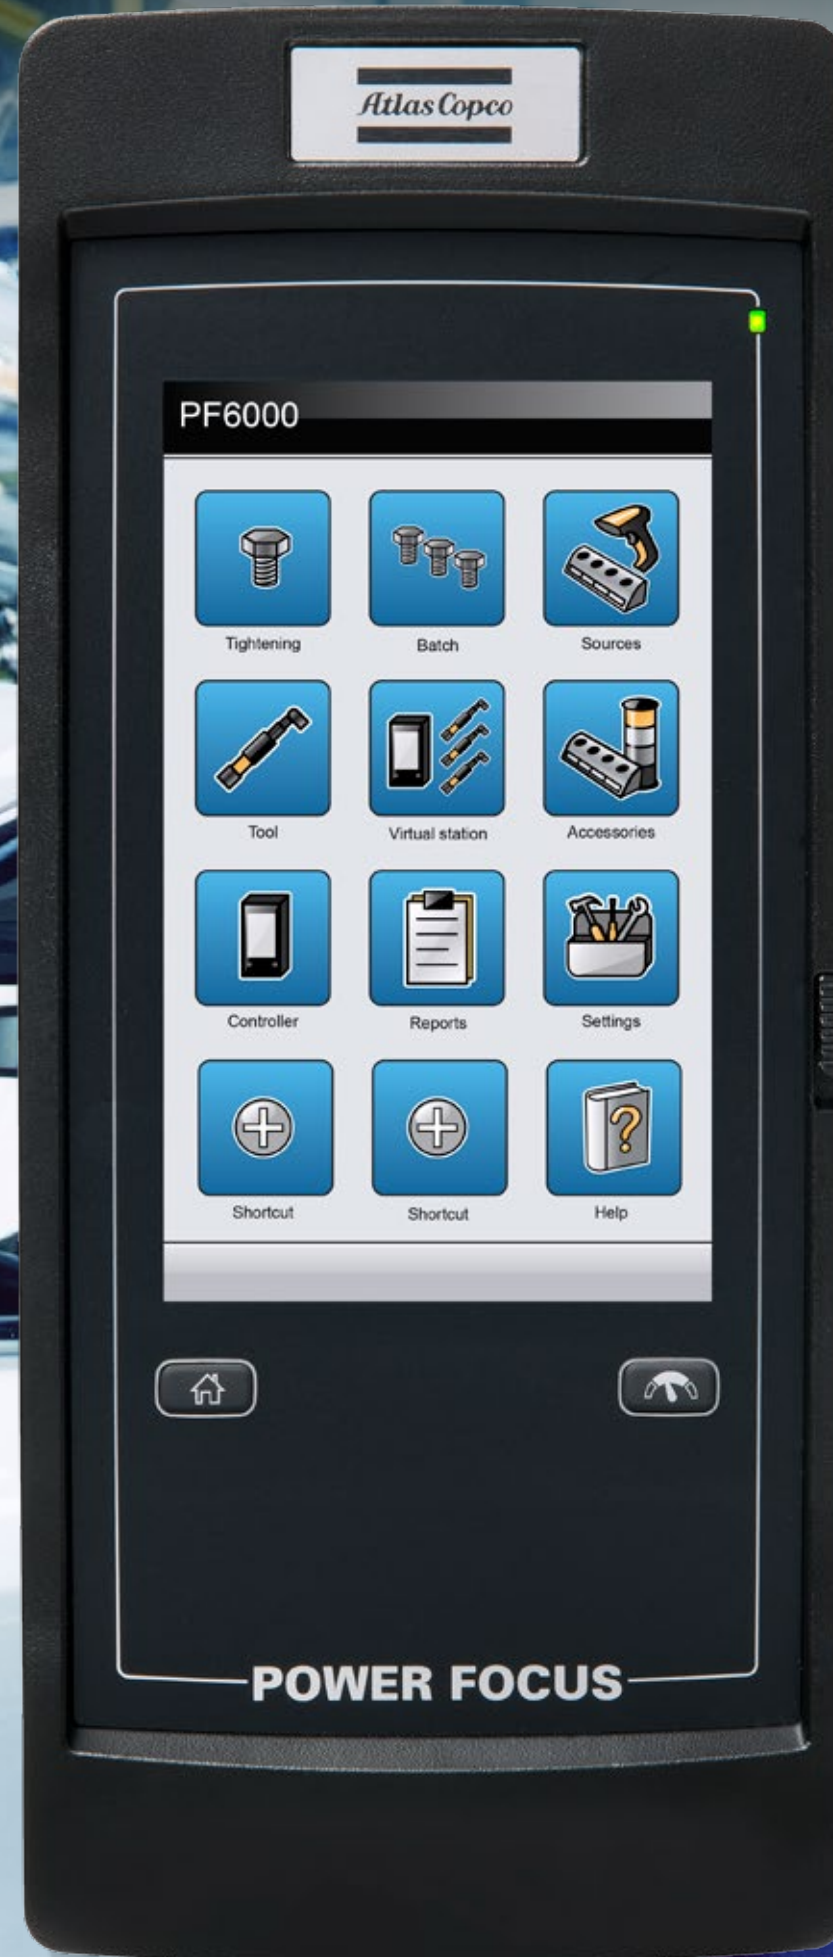 Atlas Copco
PF6000
Tightening
Batch
Sources
Tool
Virtual station
Accessories
Controller
Reports
Settings
Shortcut
Shortcut
Help
POWER FOCUS